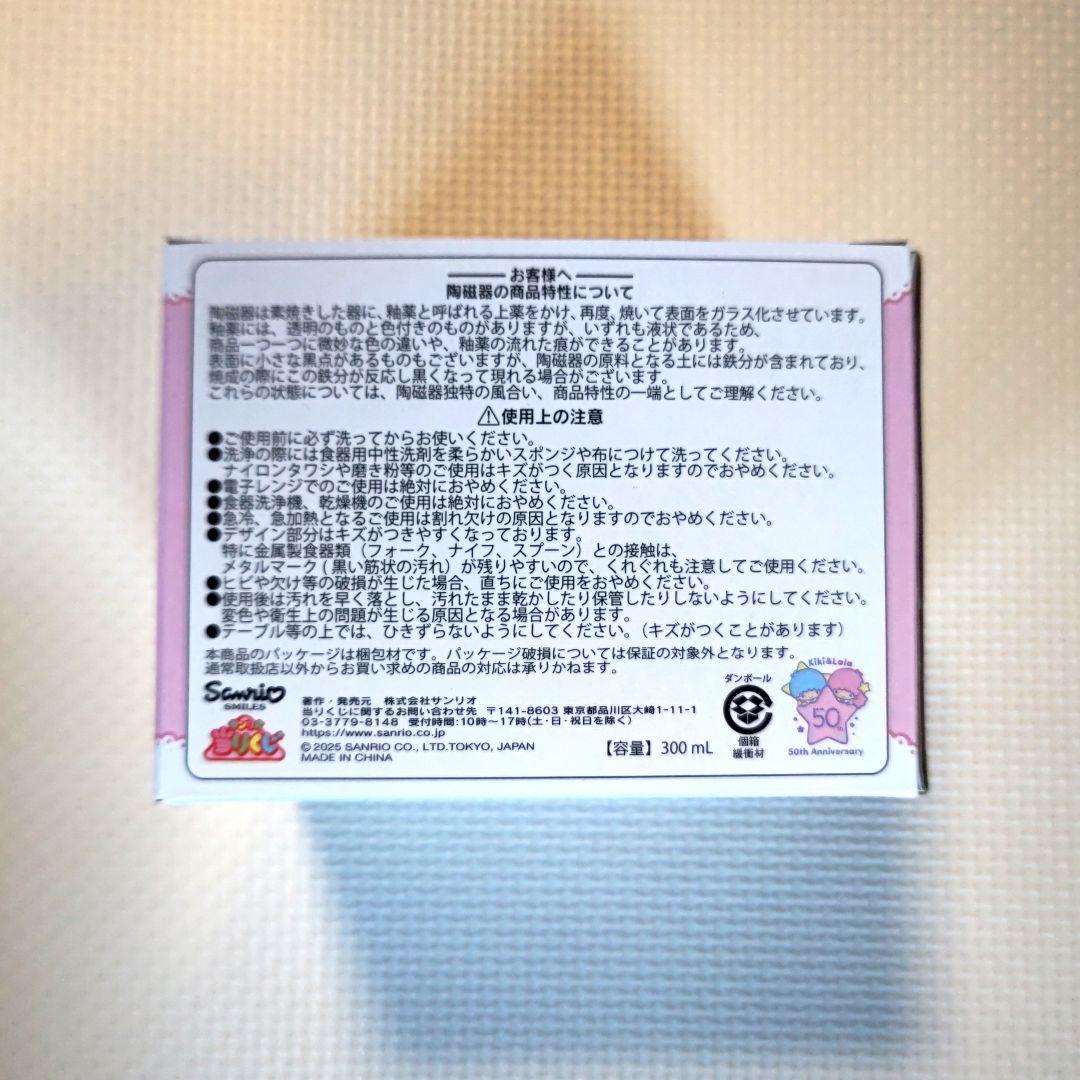 お客様へ
陶磁器の商品特性について
陶磁器は素焼きした器に、釉薬と呼ばれる上薬をかけ、再度、焼いて表面をガラス化させています。
釉薬には、透明のものと色付きのものがありますが、いずれも液状であるため、
商品一つ一つに微妙な色の違いや、釉薬の流れた痕ができることがあります。
表面に小さな黒点があるものもございますが、陶磁器の原料となる土には鉄分が含まれており、
焼成の際にこの鉄分が反応し黒くなって現れる場合がございます。
これらの状態については、陶磁器独特の風合い、商品特性の一端としてご理解ください。
⚠使用上の注意
●ご使用前に必ず洗ってからお使いください。
●洗浄の際には食器用中性洗剤を柔らかいスポンジや布につけて洗ってください。
ナイロンタワシや磨き粉等のご使用はキズがつく原因となりますのでおやめください。
●電子レンジでのご使用は絶対におやめください。
●食器洗浄機、乾燥機のご使用は絶対におやめください。
●急冷、急加熱となるご使用は割れ欠けの原因となりますのでおやめください。
●デザイン部分はキズがつきやすくなっております。
特に金属製食器類（フォーク、ナイフ、スプーン）との接触は、
メタルマーク(黒い筋状の汚れ）が残りやすいので、くれぐれも注意してご使用ください。
●ヒビや欠け等の破損が生じた場合、直ちにご使用をおやめください。
●使用後は汚れを早く落とし、汚れたまま乾かしたり保管したりしないようにしてください。
変色や衛生上の問題が生じる原因となる場合があります。
●テーブル等の上では、ひきずらないようにしてください。（キズがつくことがあります）
本商品のパッケージは梱包材です。パッケージ破損については保証の対象外となります。
通常取扱店以外からお買い求めの商品の対応は承りかねます。
Sanrio
SMILES
当りくじ
著作・発売元 株式会社サンリオ
当りくじに関するお問い合わせ先 〒141-8603 東京都品川区大崎1-11-1
03-3779-8148 受付時間:10時～17時(土・日・祝日を除く)
https://www.sanrio.co.jp
© 2025 SANRIO CO., LTD.TOKYO, JAPAN
MADE IN CHINA
【容量】300 mL
ダンボール
個箱
緩衝材
Kiki&Lala
50
50th Anniversary